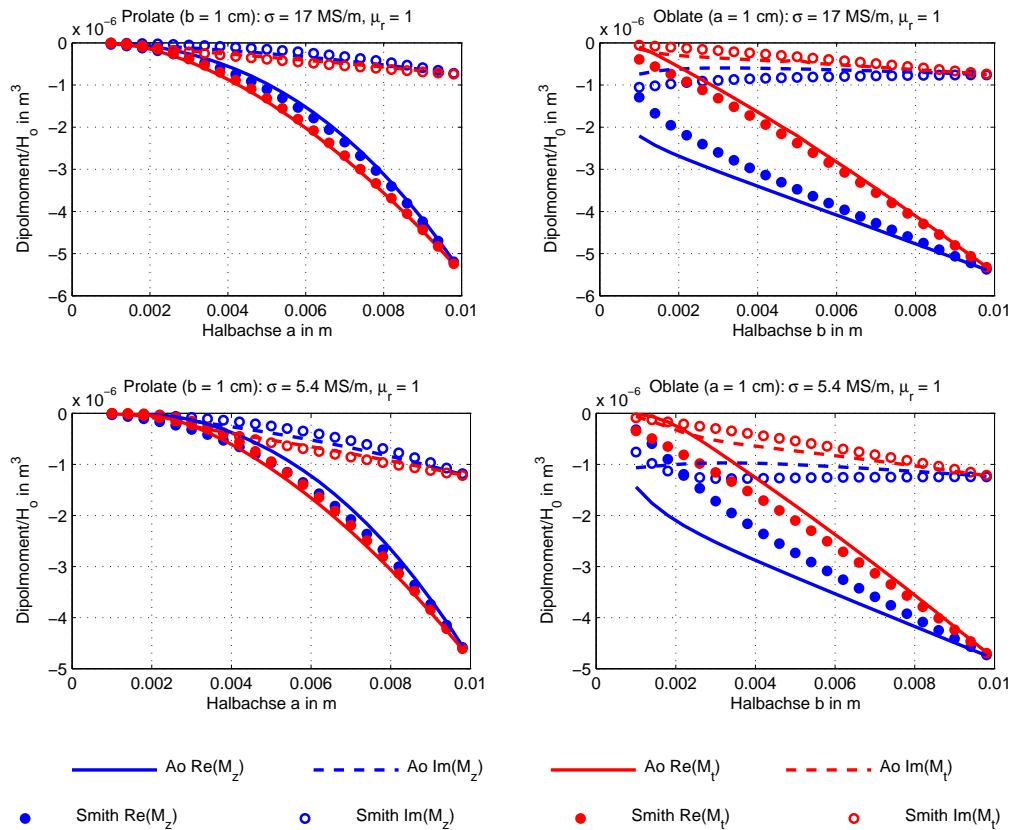 Prolate (b = 1 cm): σ = 17 MS/m, μ_r = 1
x 10^−6
0
−1
−2
−3
−4
−5
−6
Dipolmoment/H_o in m^3
0 0.002 0.004 0.006 0.008 0.01
Halbachse a in m
Oblate (a = 1 cm): σ = 17 MS/m, μ_r = 1
x 10^−6
0
−1
−2
−3
−4
−5
−6
Dipolmoment/H_0 in m^3
0 0.002 0.004 0.006 0.008 0.01
Halbachse b in m
Prolate (b = 1 cm): σ = 5.4 MS/m, μ_r = 1
x 10^−6
0
−1
−2
−3
−4
−5
Dipolmoment/H_0 in m^3
0 0.002 0.004 0.006 0.008 0.01
Halbachse a in m
Oblate (a = 1 cm): σ = 5.4 MS/m, μ_r = 1
x 10^−6
0
−1
−2
−3
−4
−5
Dipolmoment/H_0 in m^3
0 0.002 0.004 0.006 0.008 0.01
Halbachse b in m
Ao Re(M_z) Ao Im(M_z) Ao Re(M_t) Ao Im(M_t)
Smith Re(M_z) Smith Im(M_z) Smith Re(M_t) Smith Im(M_t)